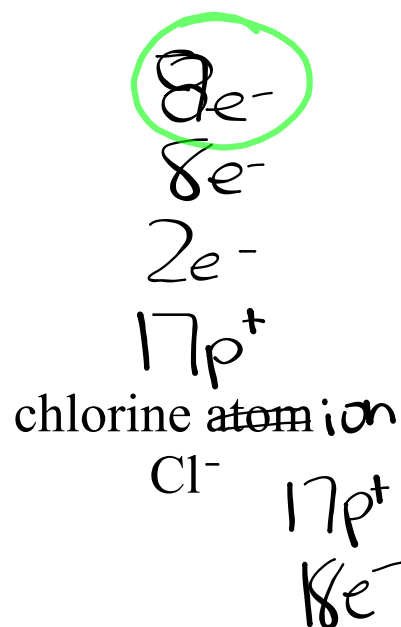 8e⁻
8e⁻
2e⁻
17p⁺
chlorine atom ion
Cl⁻
17p⁺
18e⁻